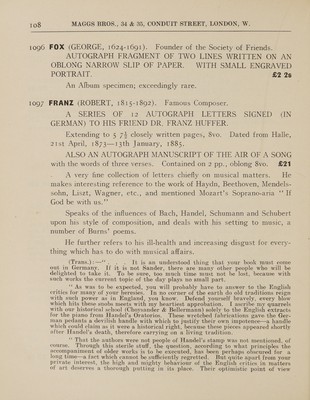 108 MAGGS BROS., 34 & 35, CONDUIT STREET, LONDON, W.
1096 FOX (GEORGE, 1624-1691). Founder of the Society of Friends.
AUTOGRAPH FRAGMENT OF TWO LINES WRITTEN ON AN
OBLONG NARROW SLIP OF PAPER. WITH SMALL ENGRAVED
PORTRAIT. £2 2s
An Album specimen; exceedingly rare.
1097 FRANZ (ROBERT, 1815-1892). Famous Composer.
A SERIES OF 12 AUTOGRAPH LETTERS SIGNED (IN
GERMAN) TO HIS FRIEND DR. FRANZ HUFFER.
Extending to 5 7½ closely written pages, 8vo. Dated from Halle,
21st April, 1873—13th January, 1885.
ALSO AN AUTOGRAPH MANUSCRIPT OF THE AIR OF A SONG
with the words of three verses. Contained on 2 pp., oblong 8vo. £21
A very fine collection of letters chiefly on musical matters. He
makes interesting reference to the work of Haydn, Beethoven, Mendels-
sohn, Liszt, Wagner, etc., and mentioned Mozart's Soprano-aria "If
God be with us."
Speaks of the influences of Bach, Handel, Schumann and Schubert
upon his style of composition, and deals with his setting to music, a
number of Burns' poems.
He further refers to his ill-health and increasing disgust for every-
thing which has to do with musical affairs.
(Trans.):—" . . . It is an understood thing that your book must come
out in Germany. If it is not Sander, there are many other people who will be
delighted to take it. To be sure, too much time must not be lost, because with
such works the current topic of the day plays no small part.
"As was to be expected, you will probably have to answer to the English
critics for many of your heresies. In no corner of the earth do old traditions reign
with such power as in England, you know. Defend yourself bravely, every blow
which hits these snobs meets with my heartiest approbation. I ascribe my quarrels
with our historical school (Chrysander & Bellermann) solely to the English extracts
for the pieces from Handel's Oratorios. These wretched fabrications gave the Ger-
man pedants a devilish handle with which to justify their own impotence—a handle
which could claim as it were a historical right, because these pieces appeared shortly
after Handel's death, therefore carrying on a living tradition.
"That the authors were not people of Handel's stamp was not mentioned, of
course. Through this sterile stuff, the question, according to what principles the
accompaniment of older works is to be executed, has been perhaps obscured for a
long time—a fact which cannot be sufficiently regretted. But quite apart from your
private interest, the high and mighty behaviour of the English critics in matters
of art deserves a thorough putting in its place. They optimistic point of view